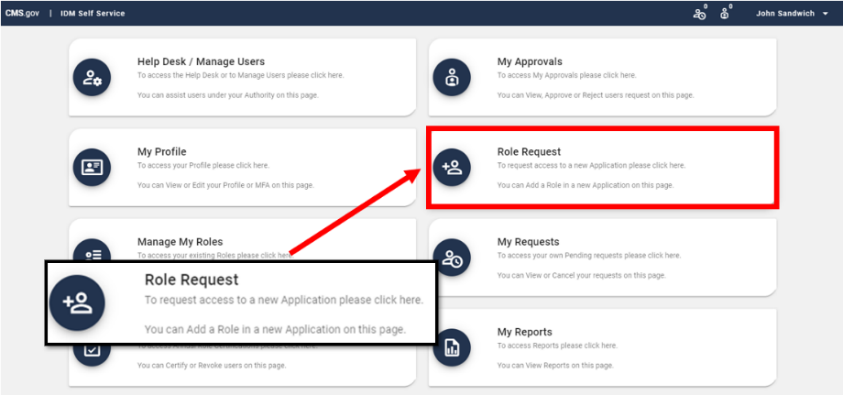 CMS.gov | IDM Self Service
0
0
John Sandwich
Help Desk / Manage Users
To access the Help Desk or to Manage Users please click here.
You can assist users under your Authority on this page.
My Approvals
To access My Approvals please click here.
You can View, Approve or Reject users request on this page.
My Profile
To access your Profile please click here.
You can View or Edit your Profile or MFA on this page.
Role Request
To request access to a new Application please click here.
You can Add a Role in a new Application on this page.
Manage My Roles
To access your existing Roles please click here
My Requests
To access your own Pending requests please click here.
You can View or Cancel your requests on this page.
Role Request
To request access to a new Application please click here.
You can Add a Role in a new Application on this page.
You can Certify or Revoke users on this page.
My Reports
To access Reports please click here.
You can View Reports on this page.